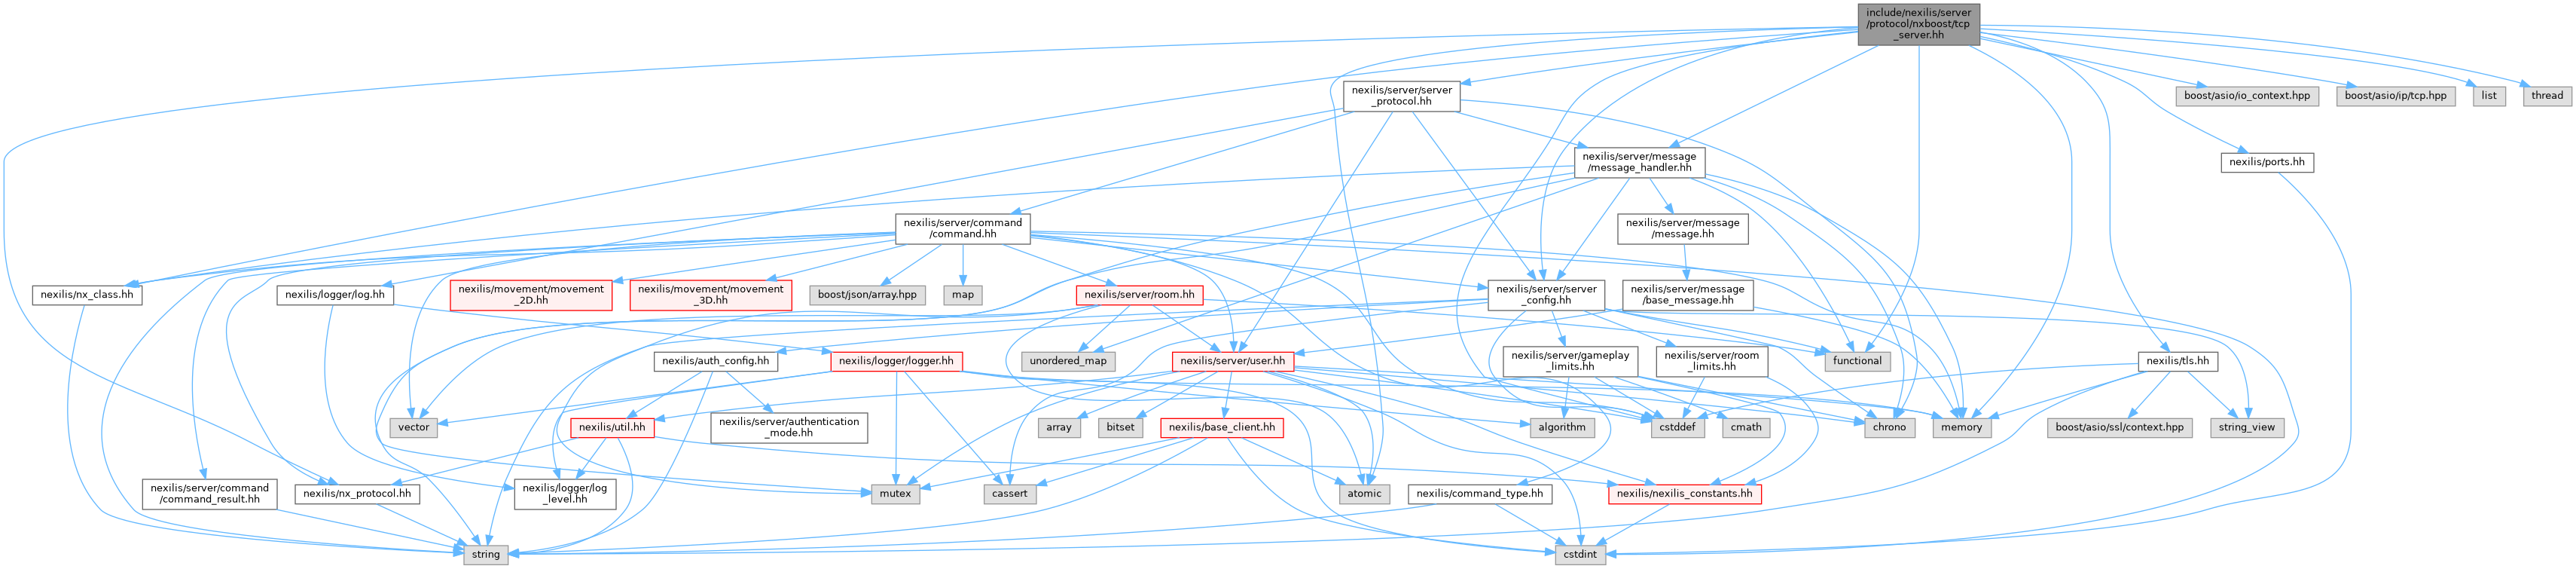 include/nexilis/server
/protocol/nxboost/tcp
_server.hh
nexilis/server/server
_protocol.hh
boost/asio/io_context.hpp
boost/asio/ip/tcp.hpp
list
thread
nexilis/server/message
/message_handler.hh
nexilis/ports.hh
nexilis/server/command
/command.hh
nexilis/server/message
/message.hh
nexilis/nx_class.hh
nexilis/logger/log.hh
nexilis/movement/movement
_2D.hh
nexilis/movement/movement
_3D.hh
boost/json/array.hpp
map
nexilis/server/room.hh
nexilis/server/server
_config.hh
nexilis/server/message
/base_message.hh
nexilis/auth_config.hh
nexilis/logger/logger.hh
unordered_map
nexilis/server/user.hh
nexilis/server/gameplay
_limits.hh
nexilis/server/room
_limits.hh
functional
nexilis/tls.hh
vector
nexilis/util.hh
nexilis/server/authentication
_mode.hh
array
bitset
nexilis/base_client.hh
algorithm
cstddef
cmath
chrono
memory
boost/asio/ssl/context.hpp
string_view
nexilis/server/command
/command_result.hh
nexilis/nx_protocol.hh
nexilis/logger/log
_level.hh
mutex
cassert
atomic
nexilis/command_type.hh
nexilis/nexilis_constants.hh
string
cstdint